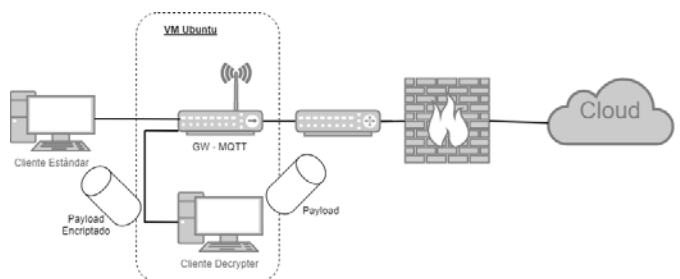 VM Ubuntu
Cloud
GW - MQTT
Cliente Estándar
Payload
Encriptado
Payload
Cliente Decrypter